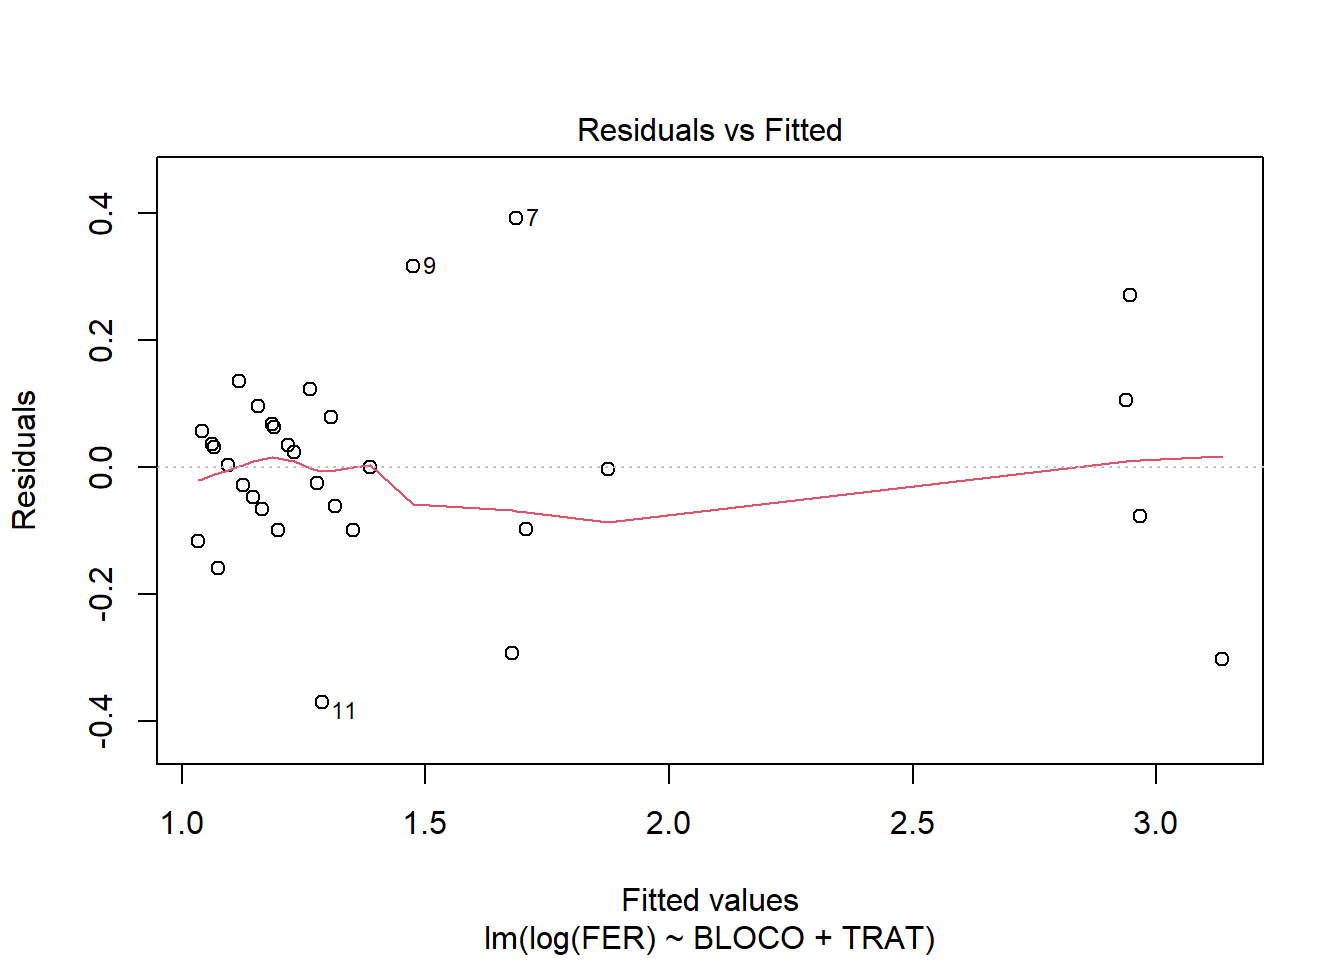 Residuals vs Fitted
Residuals
0.4
0.2
0.0
-0.2
-0.4
7
9
11
1.0 1.5 2.0 2.5 3.0
Fitted values
lm(log(FER) ~ BLOCO + TRAT)